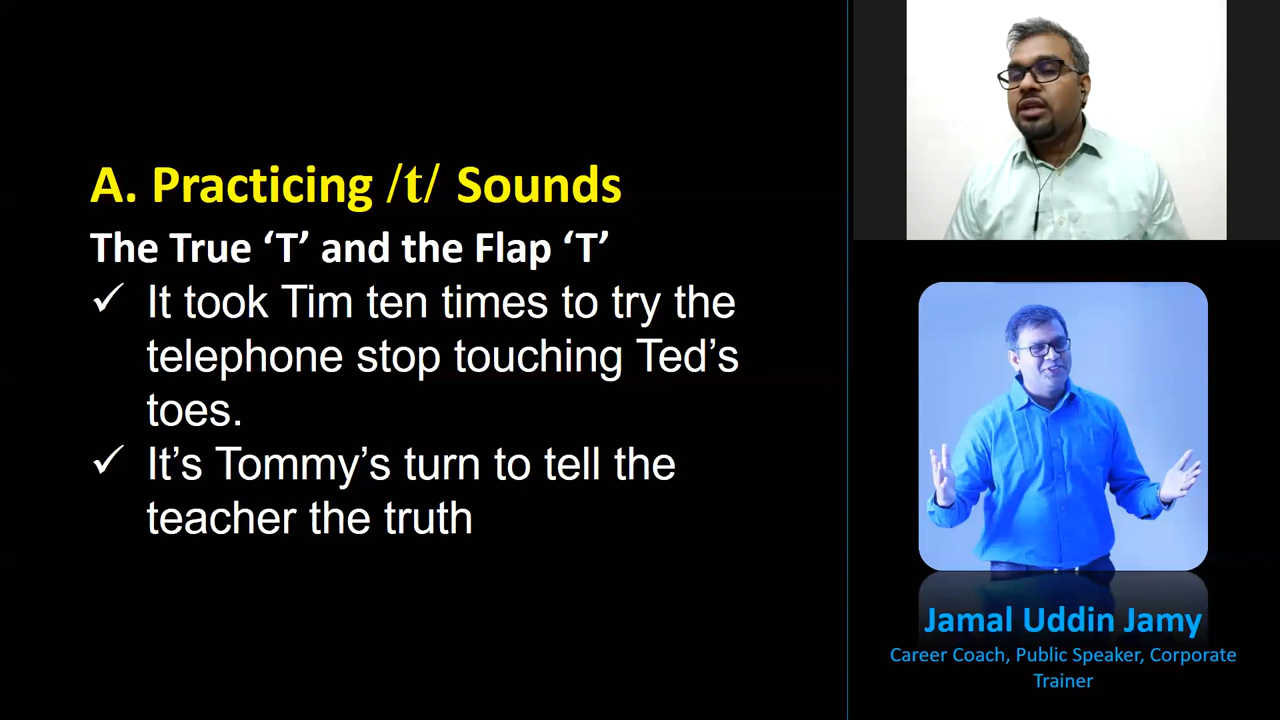 A. Practicing /t/ Sounds
The True ‘T’ and the Flap ‘T’
✓ It took Tim ten times to try the
telephone stop touching Ted’s
toes.
✓ It’s Tommy’s turn to tell the
teacher the truth
Jamal Uddin Jamy
Career Coach, Public Speaker, Corporate
Trainer